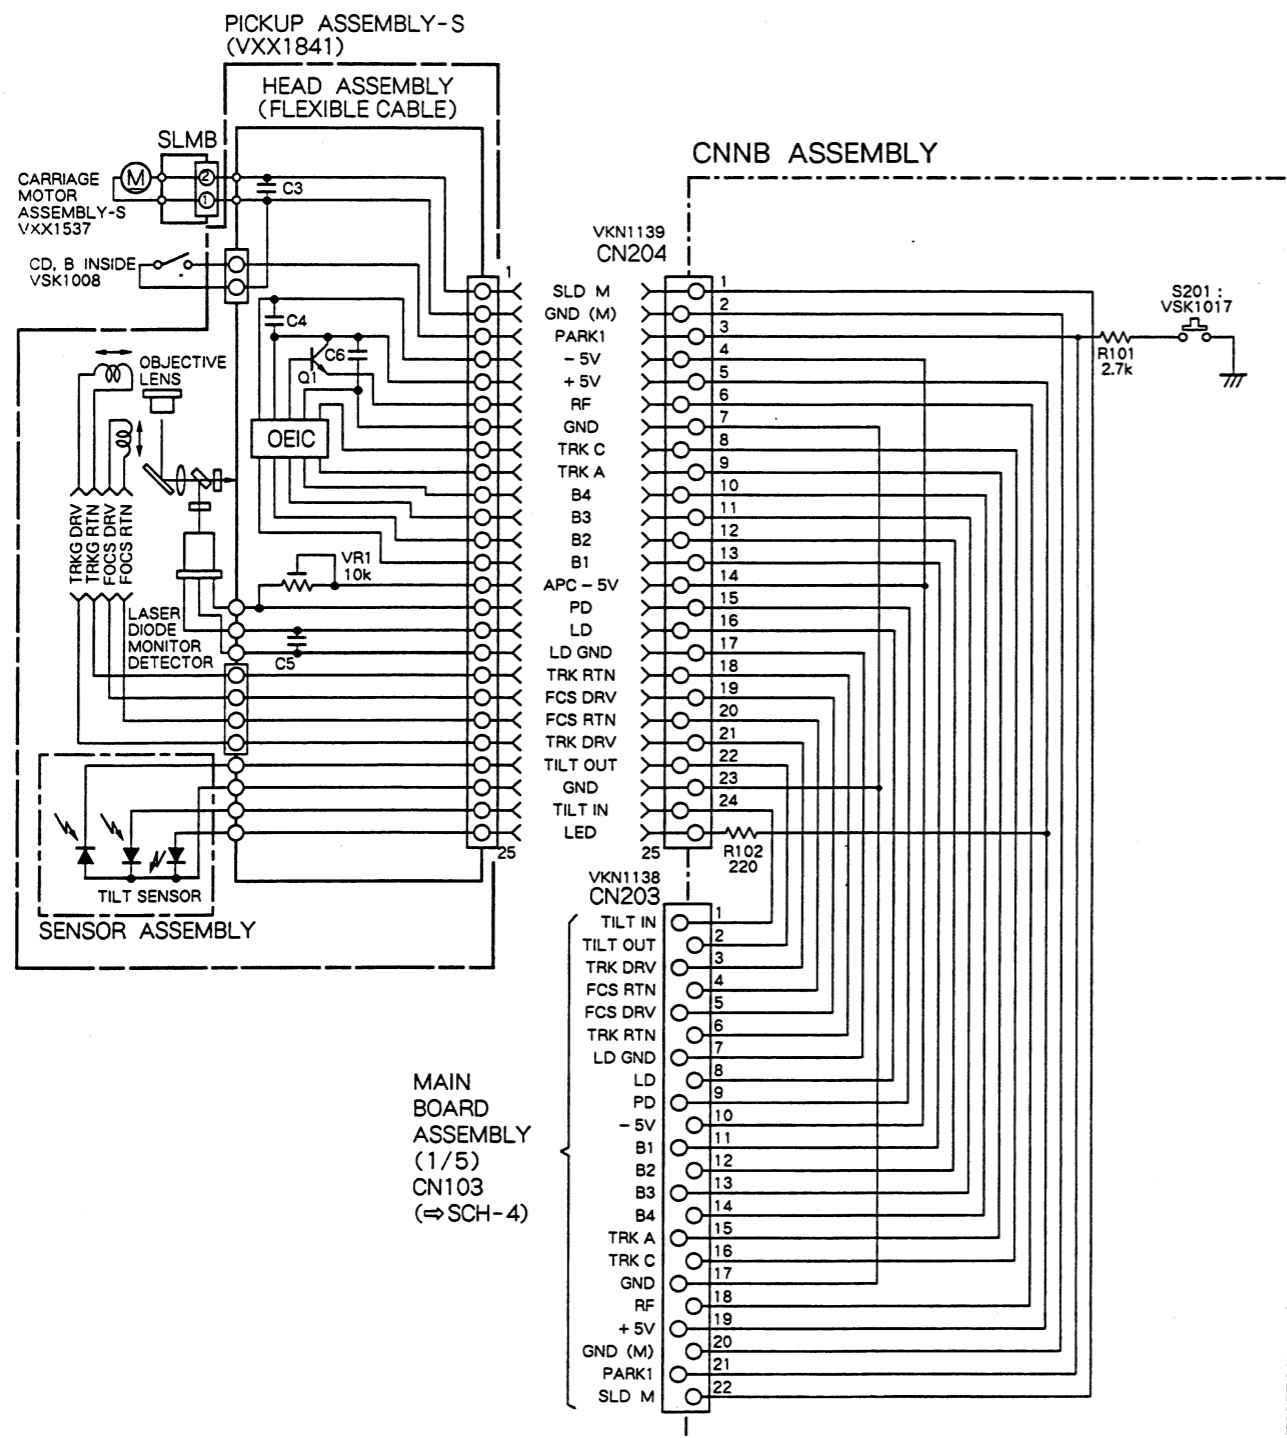 PICKUP ASSEMBLY-S
(VXX1841)
HEAD ASSEMBLY
(FLEXIBLE CABLE)
SLMB
CARRIAGE
MOTOR
ASSEMBLY-S
VXX1537
M
2
1
C3
CD, B INSIDE
VSK1008
OBJECTIVE
LENS
C4
C6
Q1
OEIC
TRKG DRV
TRKG RTN
FOCS DRV
FOCS RTN
VR1
10k
LASER
DIODE
MONITOR
DETECTOR
C5
TILT SENSOR
SENSOR ASSEMBLY
CNNB ASSEMBLY
VKN1139
CN204
1 SLD M 1
GND (M) 2
PARK1 3
- 5V 4
+ 5V 5
RF 6
GND 7
TRK C 8
TRK A 9
B4 10
B3 11
B2 12
B1 13
APC - 5V 14
PD 15
LD 16
LD GND 17
TRK RTN 18
FCS DRV 19
FCS RTN 20
TRK DRV 21
TILT OUT 22
GND 23
TILT IN 24
25 LED 25
R101
2.7k
S201 :
VSK1017
R102
220
VKN1138
CN203
TILT IN 1
TILT OUT 2
TRK DRV 3
FCS RTN 4
FCS DRV 5
TRK RTN 6
LD GND 7
LD 8
PD 9
- 5V 10
B1 11
B2 12
B3 13
B4 14
TRK A 15
TRK C 16
GND 17
RF 18
+ 5V 19
GND (M) 20
PARK1 21
SLD M 22
MAIN
BOARD
ASSEMBLY
(1/5)
CN103
(⇨SCH-4)